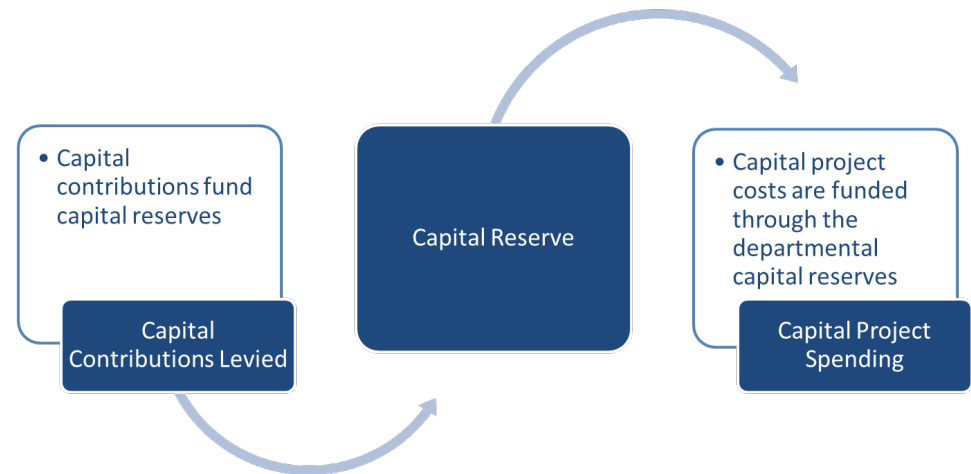 • Capital
contributions fund
capital reserves
Capital
Contributions Levied
Capital Reserve
• Capital project
costs are funded
through the
departmental
capital reserves
Capital Project
Spending